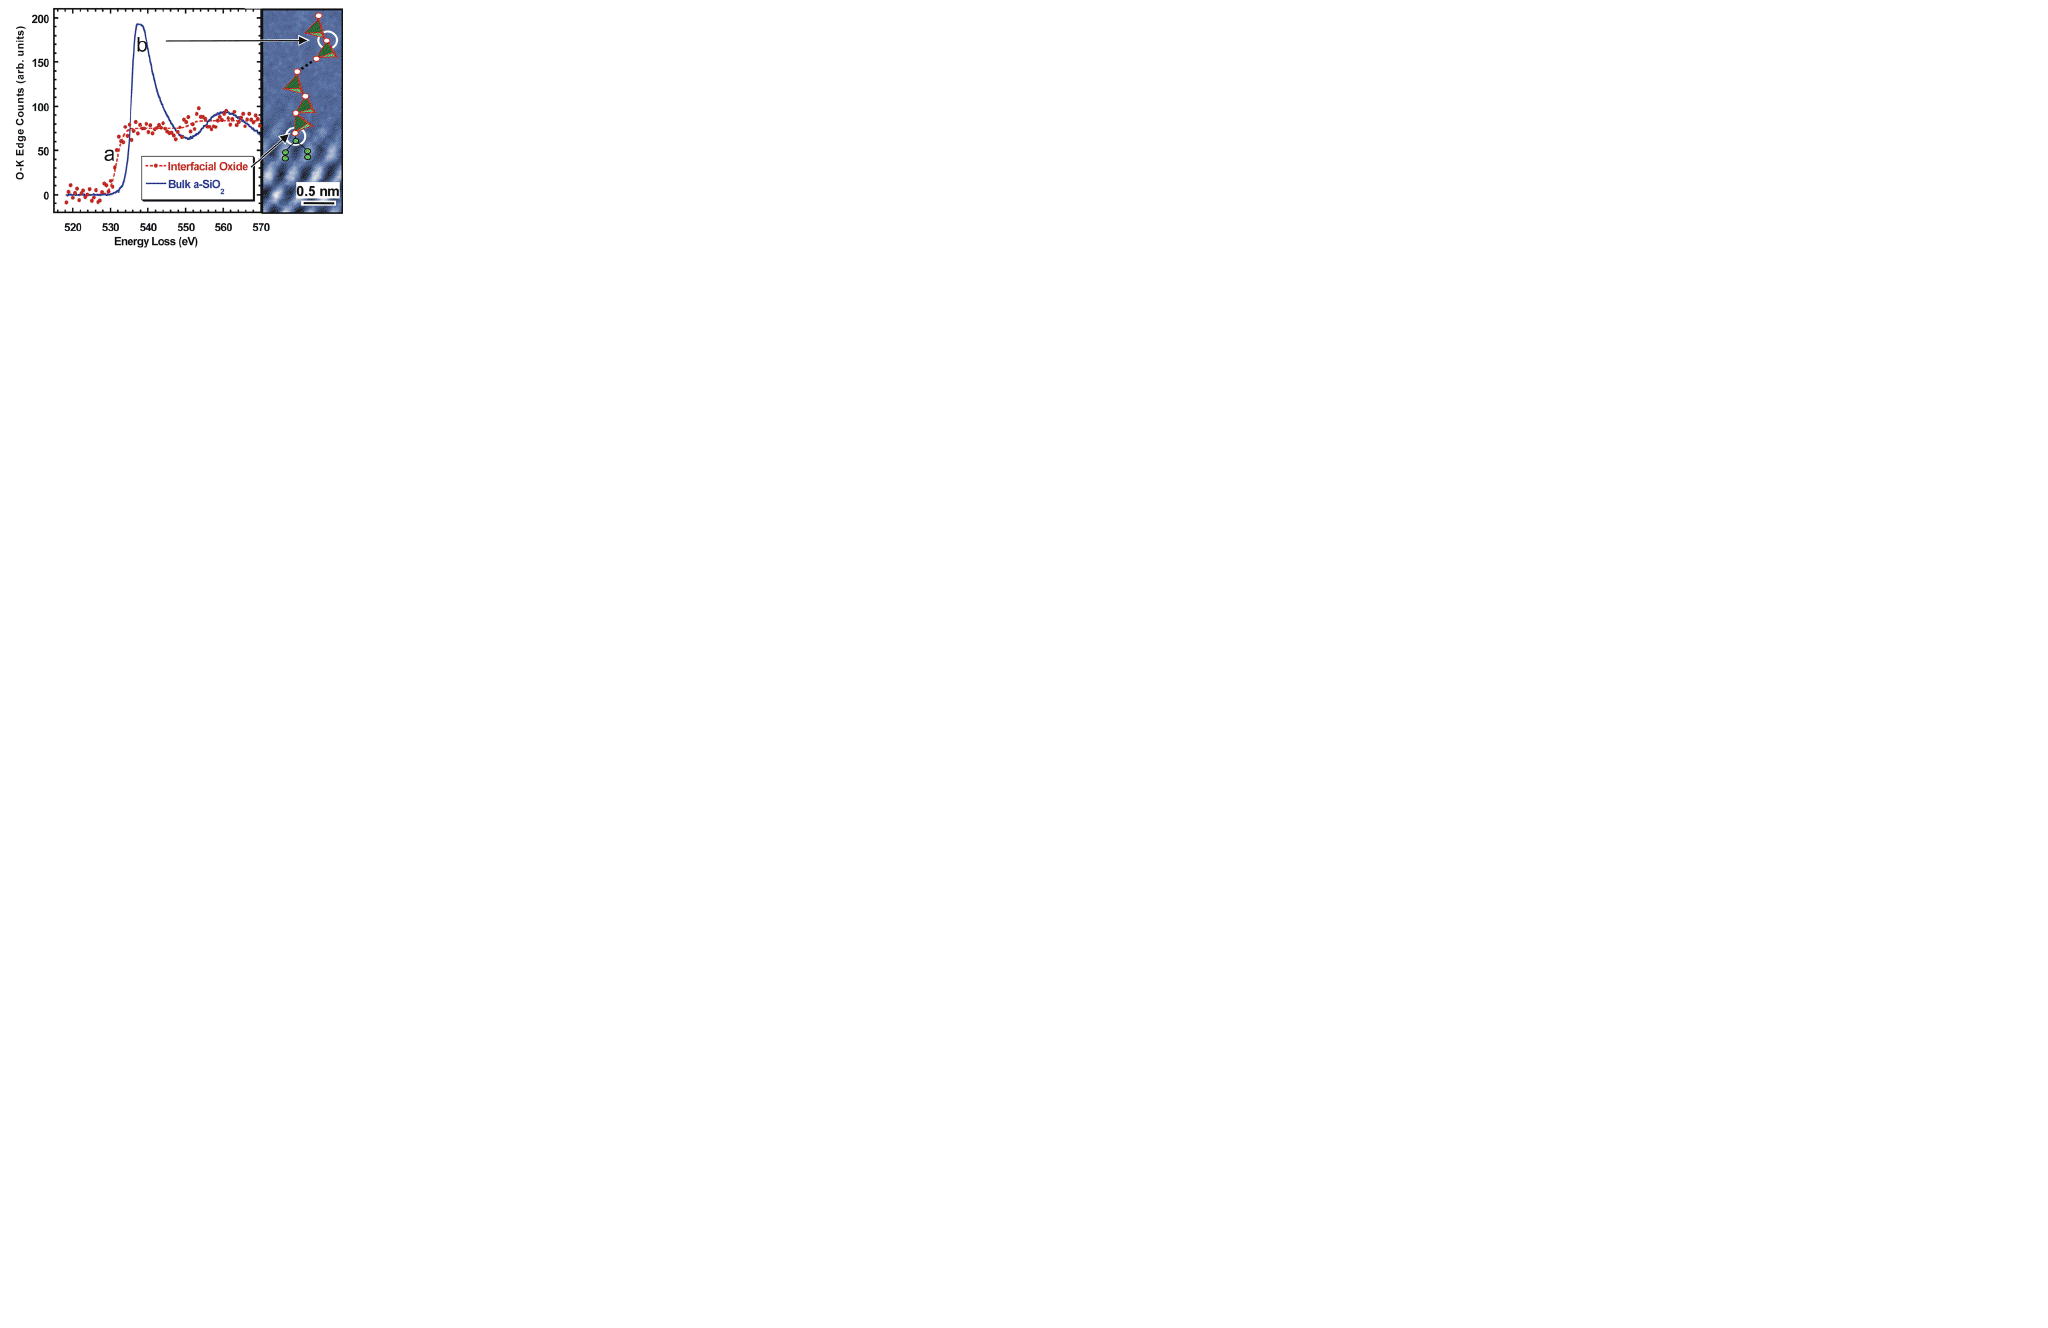 O-K Edge Counts (arb. units)
200
150
100
50
0
b
a
Interfacial Oxide
Bulk a-SiO2
0.5 nm
520 530 540 550 560 570
Energy Loss (eV)